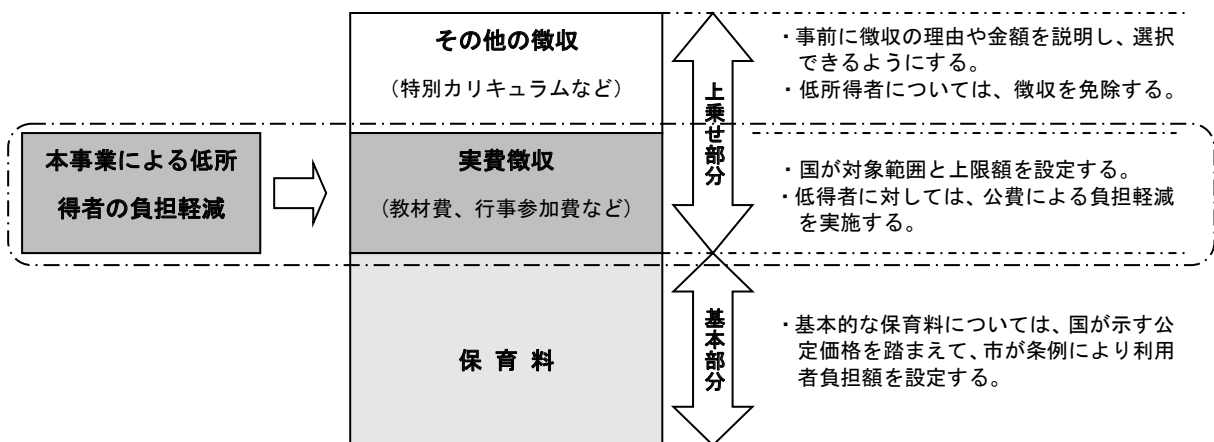 その他の徴収
（特別カリキュラムなど）
上乗せ部分
・事前に徴収の理由や金額を説明し、選択
できるようにする。
・低所得者については、徴収を免除する。
本事業による低所
得者の負担軽減
実費徴収
（教材費、行事参加費など）
・国が対象範囲と上限額を設定する。
・低得者に対しては、公費による負担軽減
を実施する。
保育料
基本部分
・基本的な保育料については、国が示す公
定価格を踏まえて、市が条例により利用
者負担額を設定する。